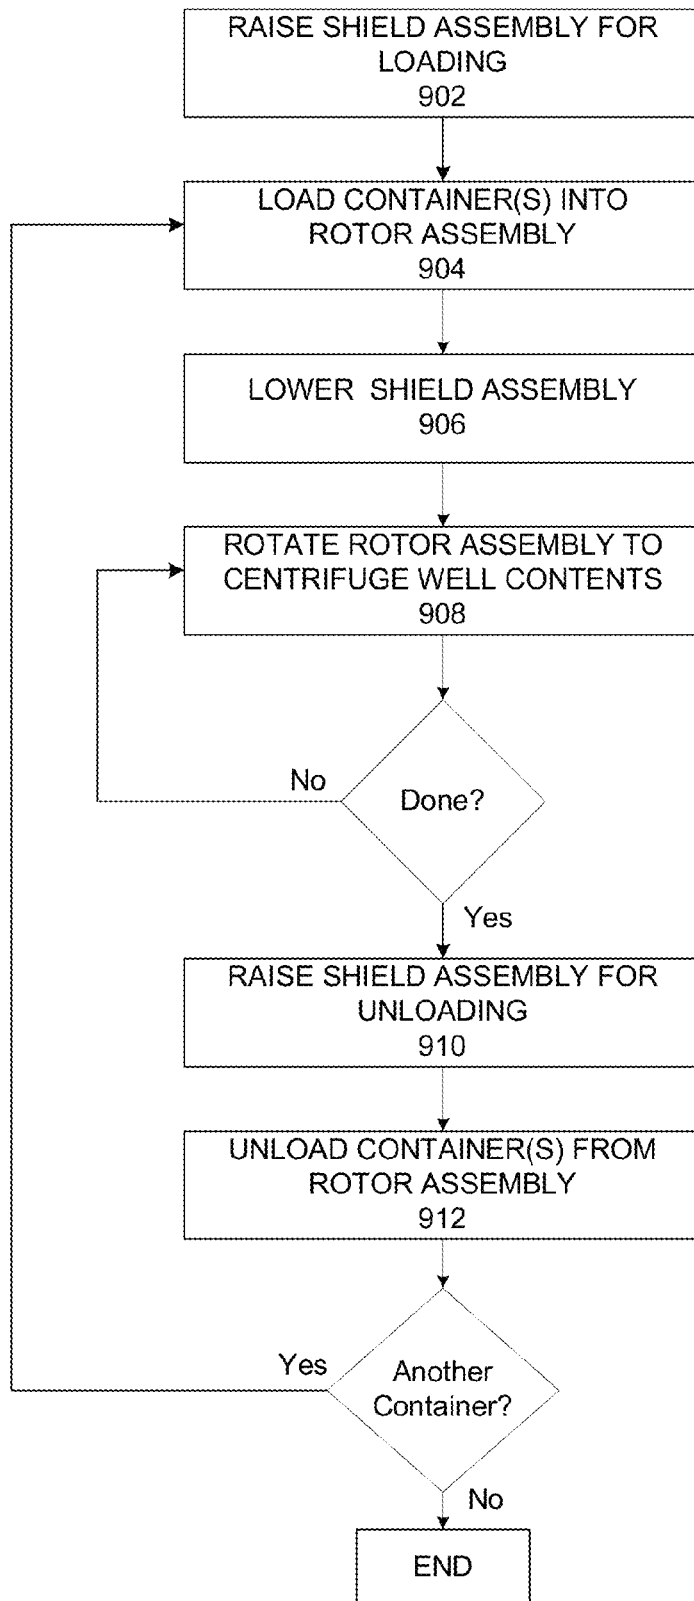 RAISE SHIELD ASSEMBLY FOR
LOADING
902
LOAD CONTAINER(S) INTO
ROTOR ASSEMBLY
904
LOWER SHIELD ASSEMBLY
906
ROTATE ROTOR ASSEMBLY TO
CENTRIFUGE WELL CONTENTS
908
No
Done?
Yes
RAISE SHIELD ASSEMBLY FOR
UNLOADING
910
UNLOAD CONTAINER(S) FROM
ROTOR ASSEMBLY
912
Yes
Another
Container?
No
END